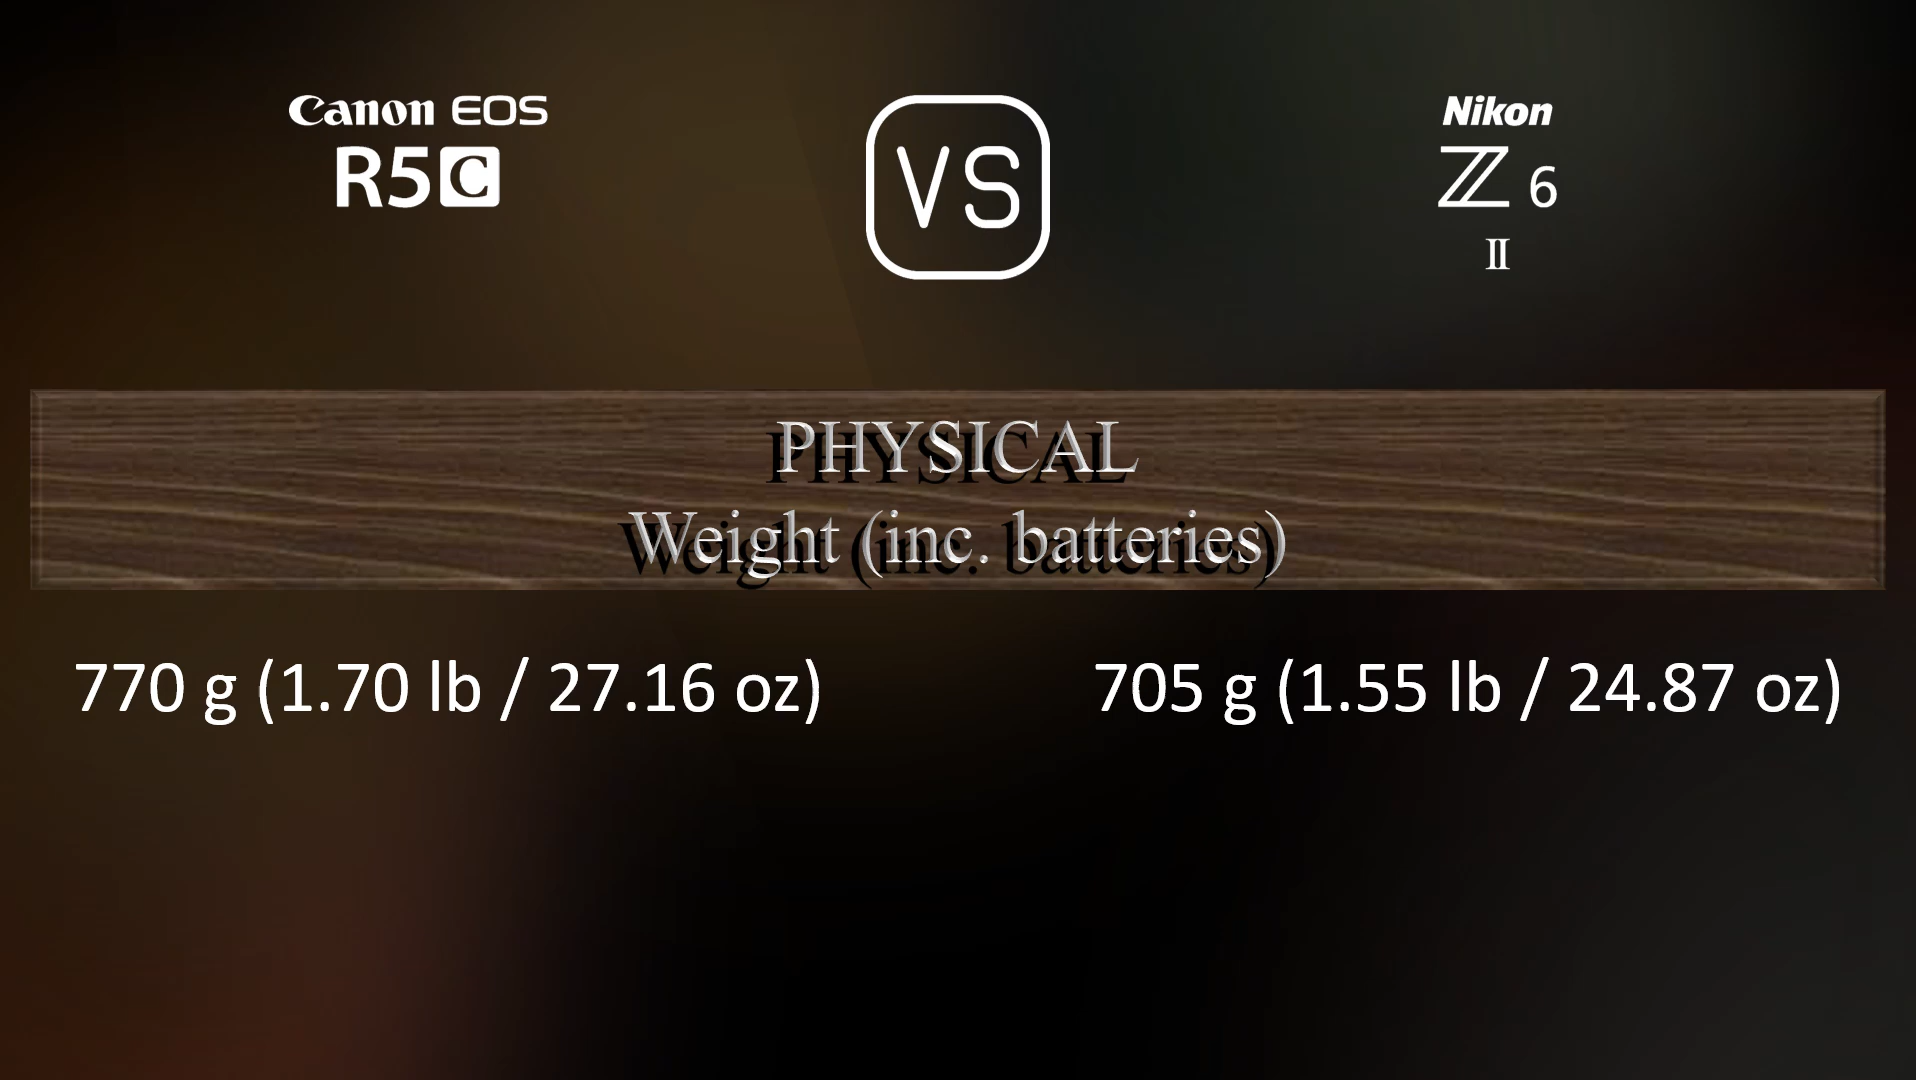 Canon EOS
R5 C
VS
Nikon
Z 6
II
PHYSICAL
Weight (inc. batteries)
770 g (1.70 lb / 27.16 oz)
705 g (1.55 lb / 24.87 oz)